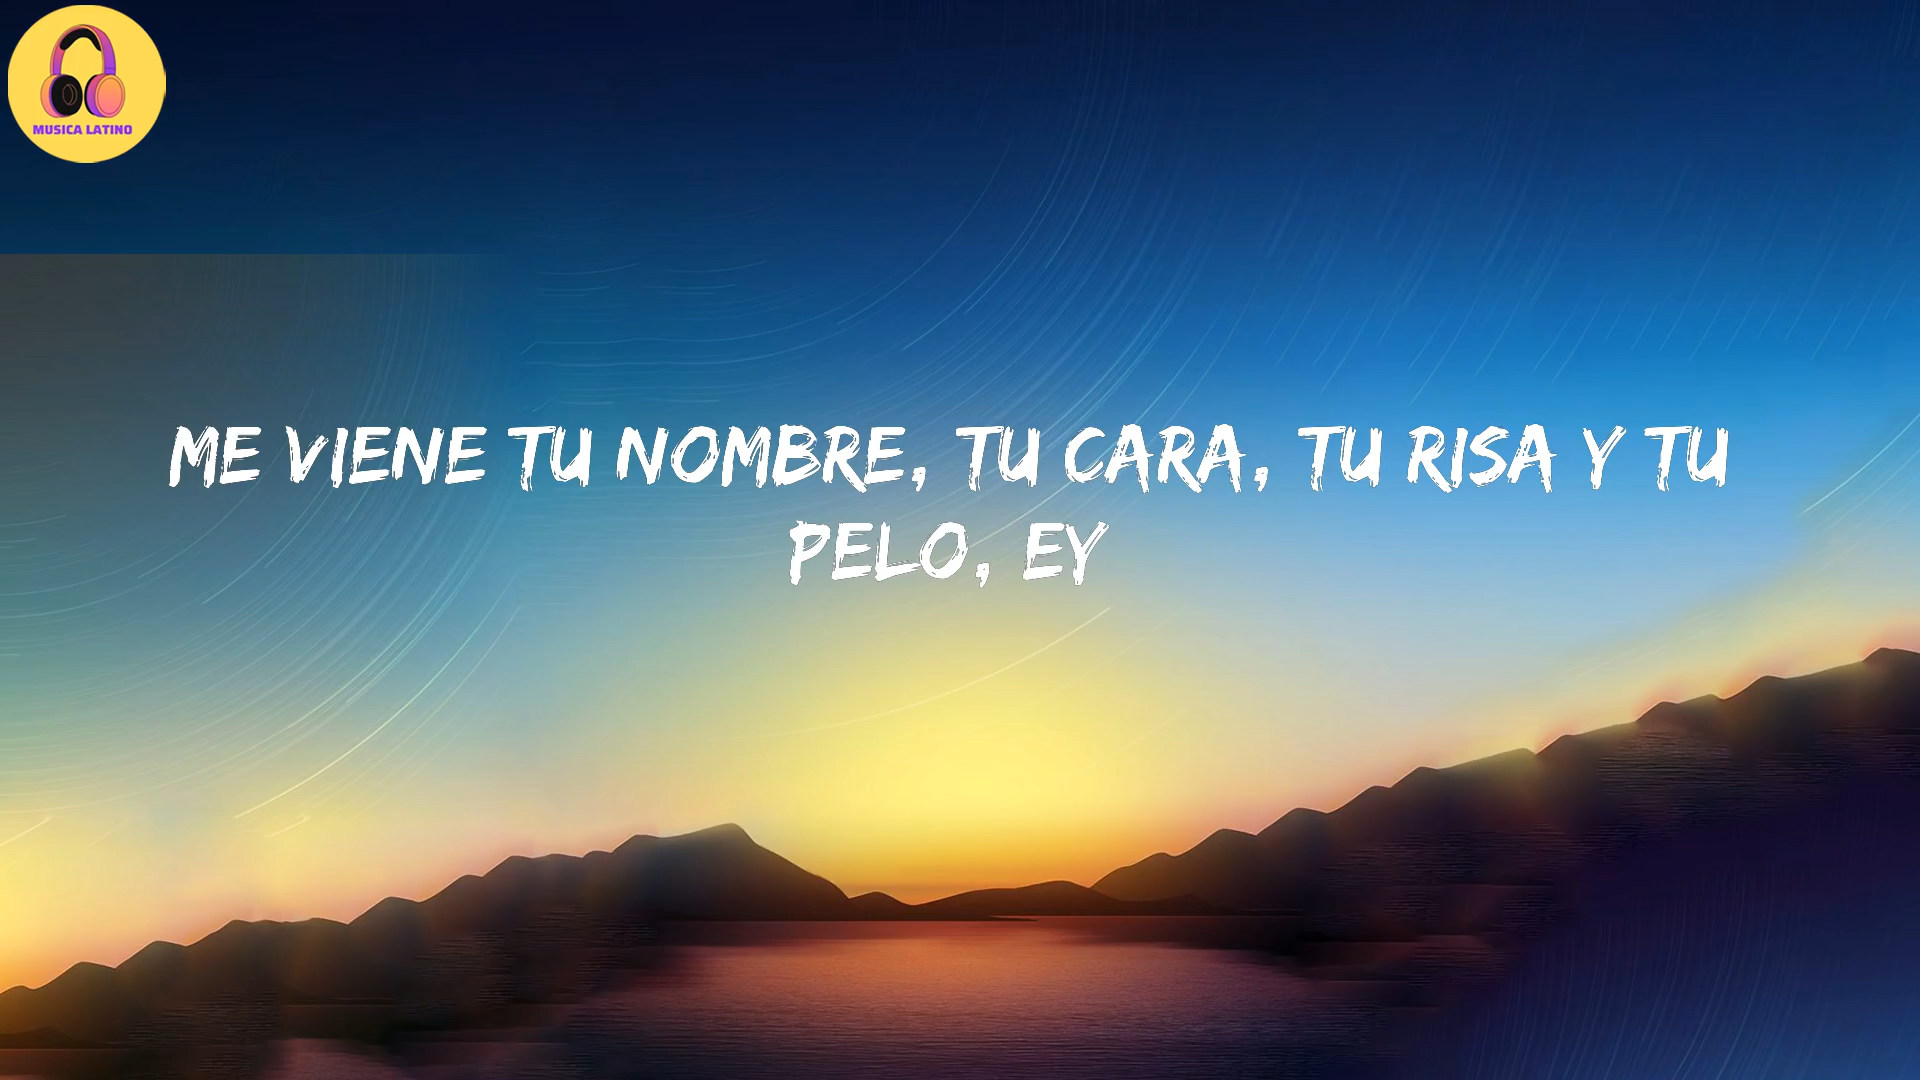 MUSICA LATINO
ME VIENE TU NOMBRE, TU CARA, TU RISA Y TU
PELO, EY